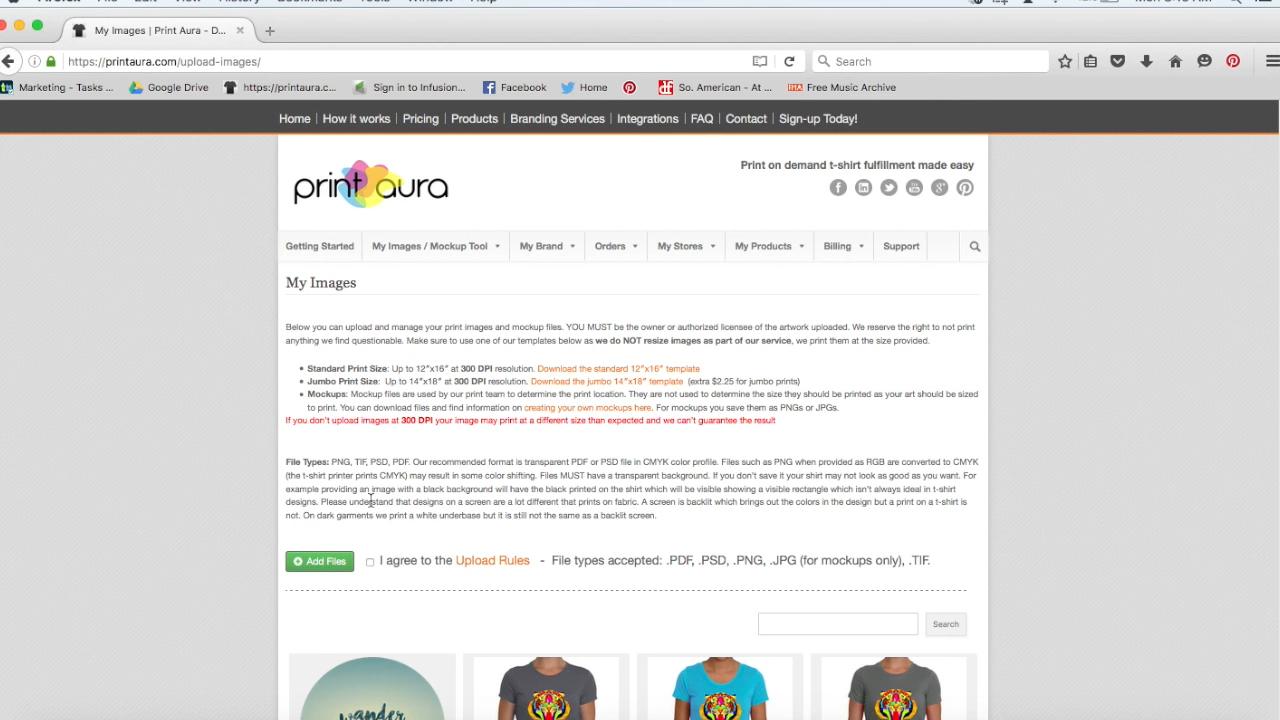 My Images | Print Aura - D...
https://printaura.com/upload-images/
Search
Marketing - Tasks ... Google Drive https://printaura.c... Sign in to Infusion... Facebook Home So. American - At ... Free Music Archive
Home How it works Pricing Products Branding Services Integrations FAQ Contact Sign-up Today!
print aura
Print on demand t-shirt fulfillment made easy
Getting Started My Images / Mockup Tool My Brand Orders My Stores My Products Billing Support
My Images
Below you can upload and manage your print images and mockup files. YOU MUST be the owner or authorized licensee of the artwork uploaded. We reserve the right to not print
anything we find questionable. Make sure to use one of our templates below as we do NOT resize images as part of our service, we print them at the size provided.
Standard Print Size: Up to 12"x16" at 300 DPI resolution. Download the standard 12"x16" template
Jumbo Print Size: Up to 14"x18" at 300 DPI resolution. Download the jumbo 14"x18" template (extra $2.25 for jumbo prints)
Mockups: Mockup files are used by our print team to determine the print location. They are not used to determine the size they should be printed as your art should be sized
to print. You can download files and find information on creating your own mockups here. For mockups you save them as PNGs or JPGs.
If you don't upload images at 300 DPI your image may print at a different size than expected and we can't guarantee the result
File Types: PNG, TIF, PSD, PDF. Our recommended format is transparent PDF or PSD file in CMYK color profile. Files such as PNG when provided as RGB are converted to CMYK
(the t-shirt printer prints CMYK) may result in some color shifting. Files MUST have a transparent background. If you don't save it your shirt may not look as good as you want. For
example providing an image with a black background will have the black printed on the shirt which will be visible showing a visible rectangle which isn't always ideal in t-shirt
designs. Please understand that designs on a screen are a lot different that prints on fabric. A screen is backlit which brings out the colors in the design but a print on a t-shirt is
not. On dark garments we print a white underbase but it is still not the same as a backlit screen.
Add Files I agree to the Upload Rules - File types accepted: .PDF, .PSD, .PNG, .JPG (for mockups only), .TIF.
Search
wander